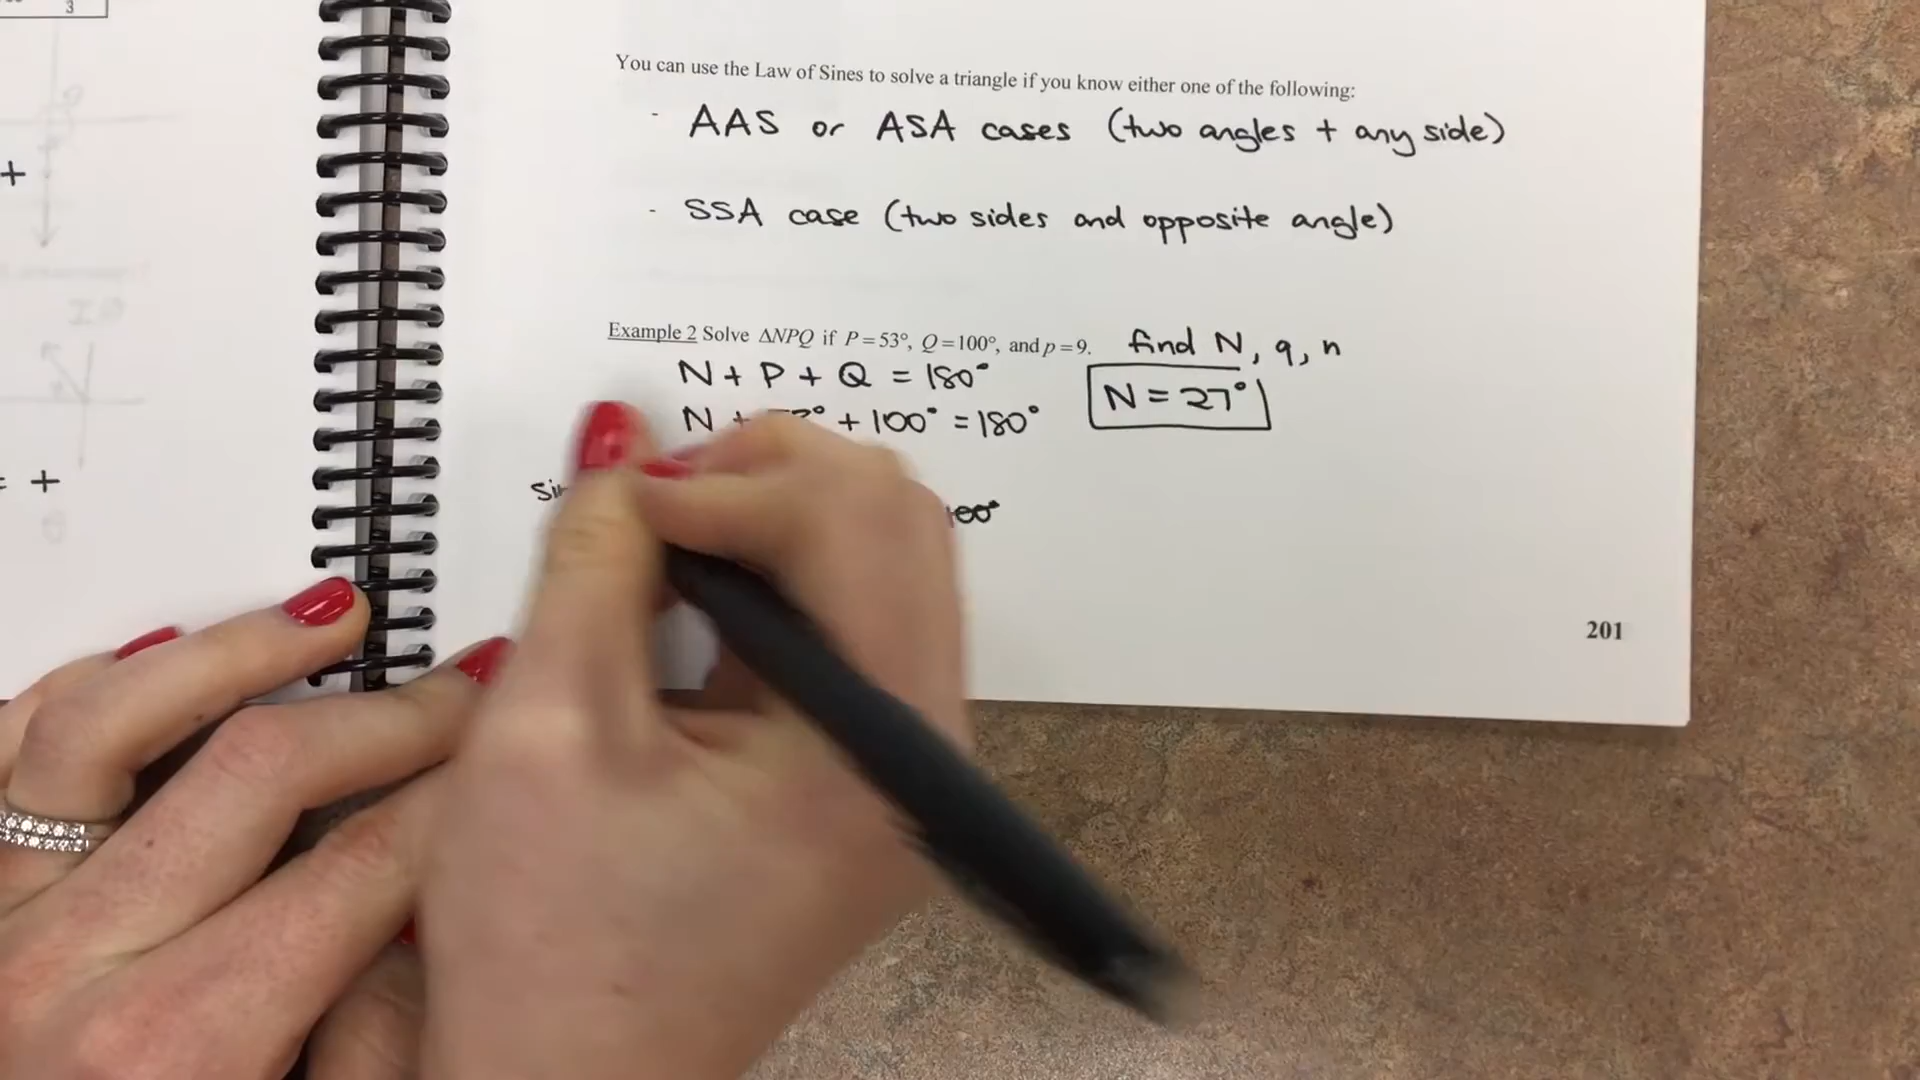 3
+
+
You can use the Law of Sines to solve a triangle if you know either one of the following:
- AAS or ASA cases (two angles + any side)
- SSA case (two sides and opposite angle)
Example 2 Solve ΔNPQ if P = 53°, Q = 100°, and p = 9. find N, q, n
N + P + Q = 180°
N = 27°
N + + 100° = 180°
201